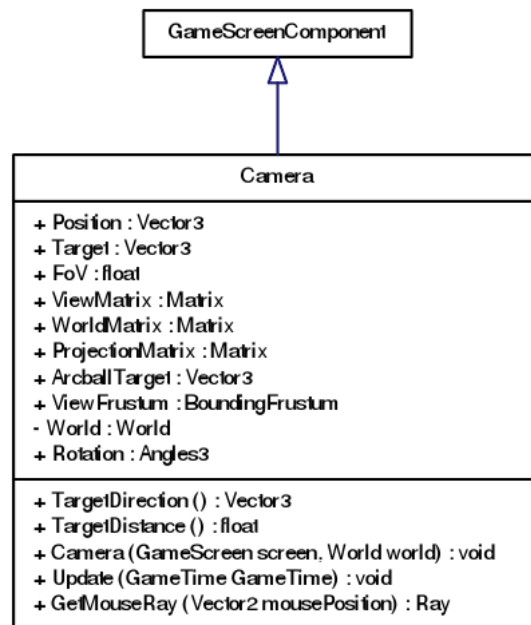 GameScreenComponent
Camera
+ Position : Vector3
+ Target : Vector3
+ FoV : float
+ ViewMatrix : Matrix
+ WorldMatrix : Matrix
+ ProjectionMatrix : Matrix
+ ArcballTarget : Vector3
+ ViewFrustum : BoundingFrustum
- World : World
+ Rotation : Angles3
+ TargetDirection () : Vector3
+ TargetDistance () : float
+ Camera (GameScreen screen, World world) : void
+ Update (GameTime GameTime) : void
+ GetMouseRay (Vector2 mousePosition) : Ray